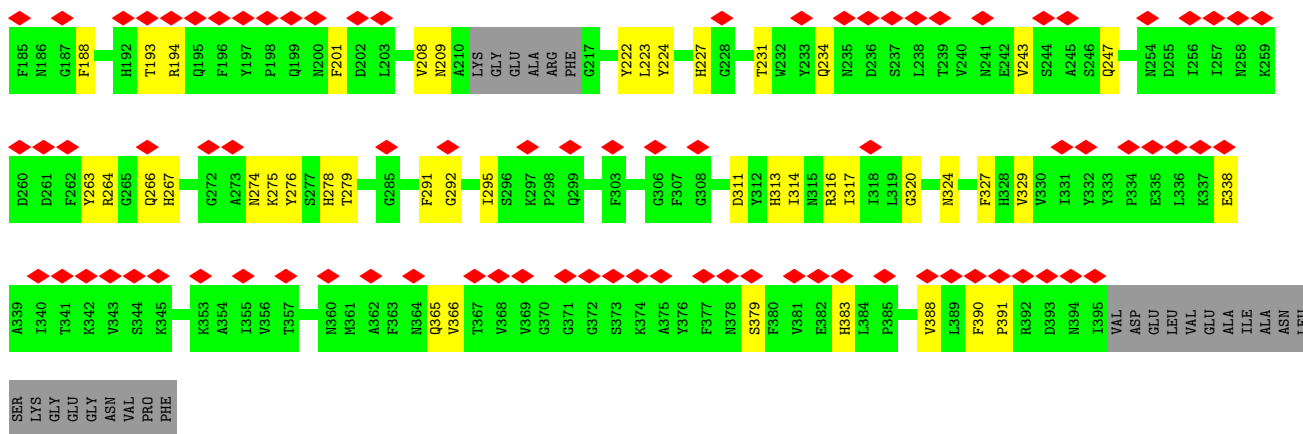 F185 N186 G187 F188 H192 T193 R194 Q195 F196 Y197 P198 Q199 N200 F201 D202 L203 V208 N209 A210 LYS GLY GLU ALA ARG PHE G217 Y222 L223 Y224 H227 G228 T231 W232 Y233 Q234 N235 D236 S237 L238 T239 V240 N241 E242 V243 S244 A245 S246 Q247 N254 D255 I256 I257 N258 K259
D260 D261 F262 Y263 R264 G265 Q266 H267 G272 A273 N274 K275 Y276 S277 H278 T279 G285 F291 G292 I295 S296 K297 P298 Q299 F303 G306 F307 G308 D311 Y312 H313 I314 N315 R316 I317 I318 L319 G320 N324 F327 H328 V329 V330 I331 Y332 Y333 P334 E335 L336 K337 E338
A339 I340 T341 K342 V343 S344 K345 K353 A354 I355 V356 T357 N360 M361 A362 F363 N364 Q365 V366 T367 V368 V369 G370 G371 G372 S373 K374 A375 Y376 F377 N378 S379 F380 V381 E382 H383 L384 P385 V388 L389 F390 P391 R392 D393 N394 I395 VAL ASP GLU LEU VAL GLU ALA ILE ALA ASN LEU
SER LYS GLY GLU GLY ASN VAL PRO PHE